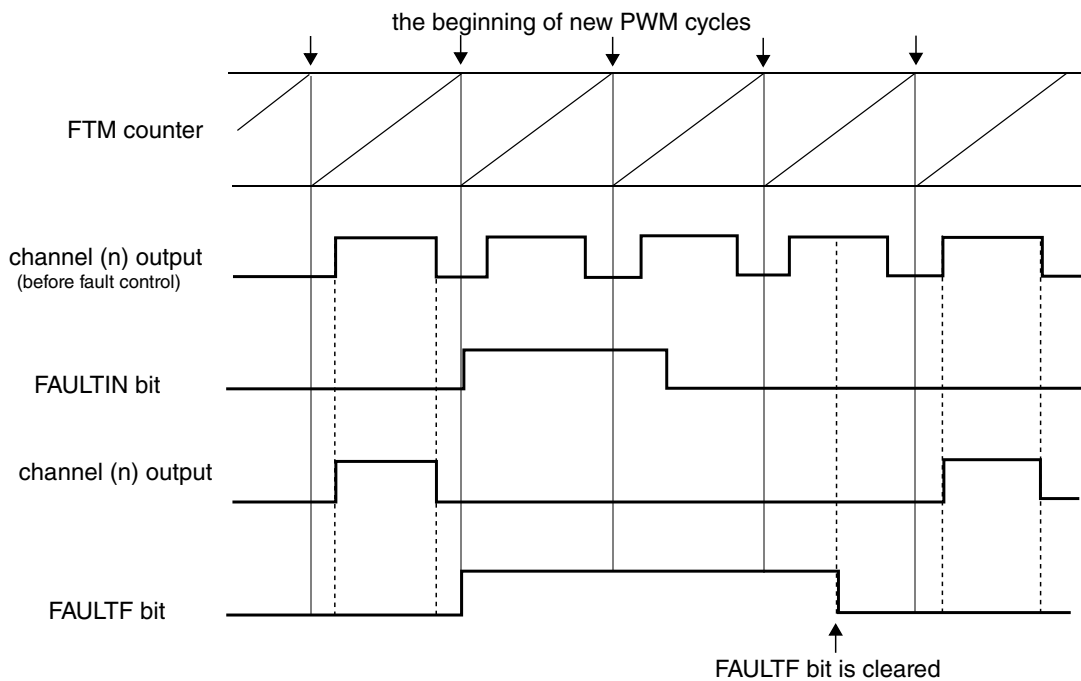 the beginning of new PWM cycles
FTM counter
channel (n) output
(before fault control)
FAULTIN bit
channel (n) output
FAULTF bit
FAULTF bit is cleared